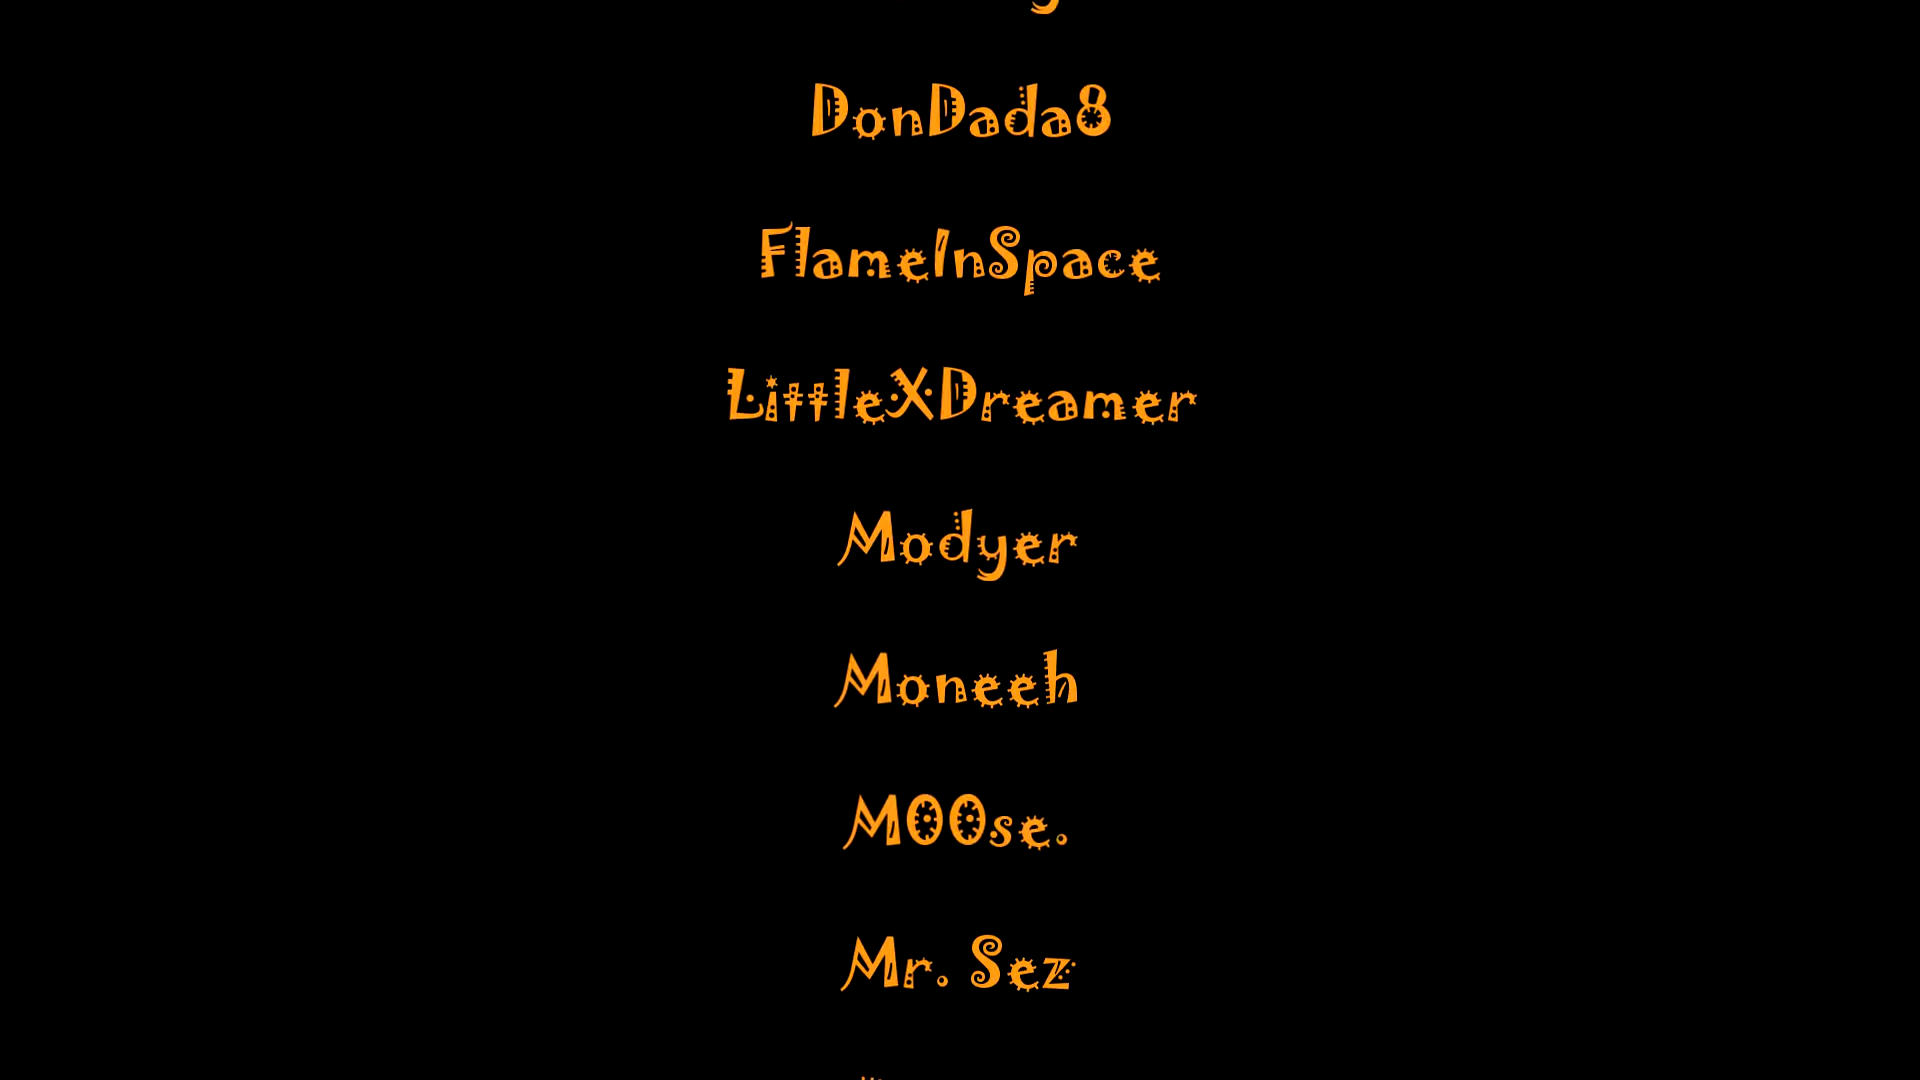 DonDada8
FlameInSpace
LittleXDreamer
Modyer
Moneeh
M00se.
Mr. Sez